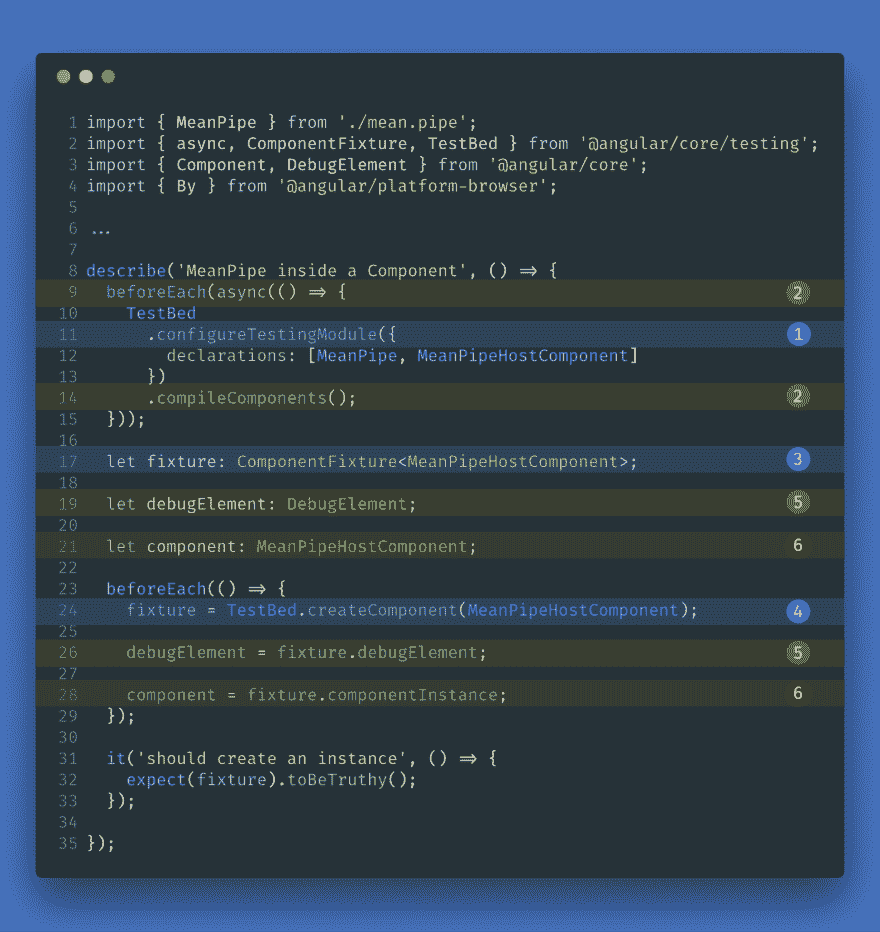 1 import { MeanPipe } from './mean.pipe';
2 import { async, ComponentFixture, TestBed } from '@angular/core/testing';
3 import { Component, DebugElement } from '@angular/core';
4 import { By } from '@angular/platform-browser';
5
6 ...
7
8 describe('MeanPipe inside a Component', () => {
9 beforeEach(async(() => { 2
10 TestBed
11 .configureTestingModule({ 1
12 declarations: [MeanPipe, MeanPipeHostComponent]
13 })
14 .compileComponents(); 2
15 }));
16
17 let fixture: ComponentFixture<MeanPipeHostComponent>; 3
18
19 let debugElement: DebugElement; 5
20
21 let component: MeanPipeHostComponent; 6
22
23 beforeEach(() => {
24 fixture = TestBed.createComponent(MeanPipeHostComponent); 4
25
26 debugElement = fixture.debugElement; 5
27
28 component = fixture.componentInstance; 6
29 });
30
31 it('should create an instance', () => {
32 expect(fixture).toBeTruthy();
33 });
34
35 });